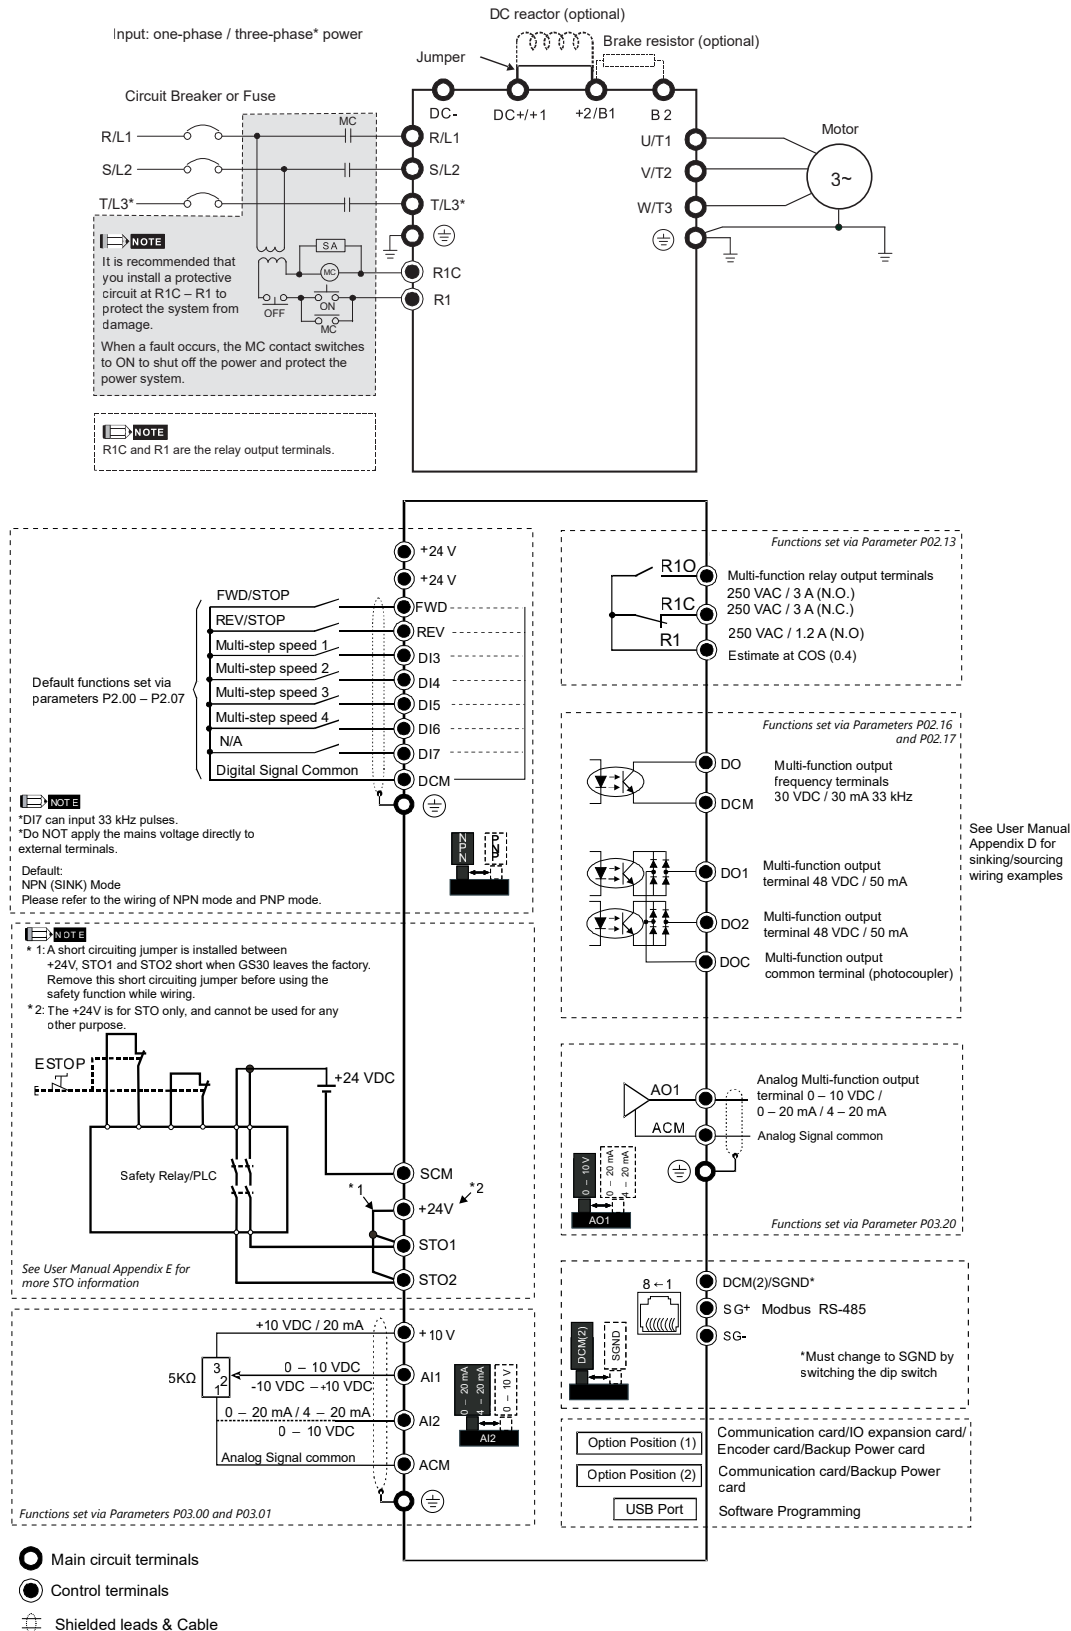 DC reactor (optional)
Input: one-phase / three-phase* power
Brake resistor (optional)
Jumper
Circuit Breaker or Fuse
DC-
DC+/+1
+2/B1
B 2
MC
R/L1
R/L1
U/T1
Motor
S/L2
S/L2
V/T2
3~
T/L3*
T/L3*
W/T3
NOTE
It is recommended that
you install a protective
circuit at R1C – R1 to
protect the system from
damage.
When a fault occurs, the MC contact switches
to ON to shut off the power and protect the
power system.
SA
MC
R1C
OFF
ON
R1
MC
NOTE
R1C and R1 are the relay output terminals.
+24 V
+24 V
FWD/STOP
FWD
REV/STOP
REV
Multi-step speed 1
DI3
Multi-step speed 2
DI4
Default functions set via
parameters P2.00 – P2.07
Multi-step speed 3
DI5
Multi-step speed 4
DI6
N/A
DI7
Digital Signal Common
DCM
NOTE
*DI7 can input 33 kHz pulses.
*Do NOT apply the mains voltage directly to
external terminals.
Default:
NPN (SINK) Mode
Please refer to the wiring of NPN mode and PNP mode.
NPN
PNP
Functions set via Parameter P02.13
R1O
Multi-function relay output terminals
250 VAC / 3 A (N.O.)
R1C
250 VAC / 3 A (N.C.)
R1
250 VAC / 1.2 A (N.O)
Estimate at COS (0.4)
Functions set via Parameters P02.16
and P02.17
DO
Multi-function output
frequency terminals
30 VDC / 30 mA 33 kHz
DCM
DO1
Multi-function output
terminal 48 VDC / 50 mA
DO2
Multi-function output
terminal 48 VDC / 50 mA
DOC
Multi-function output
common terminal (photocoupler)
See User Manual
Appendix D for
sinking/sourcing
wiring examples
NOTE
* 1: A short circuiting jumper is installed between
+24V, STO1 and STO2 short when GS30 leaves the factory.
Remove this short circuiting jumper before using the
safety function while wiring.
* 2: The +24V is for STO only, and cannot be used for any
other purpose.
ESTOP
+24 VDC
Safety Relay/PLC
SCM
* 1
+24V
*2
STO1
STO2
See User Manual Appendix E for
more STO information
AO1
Analog Multi-function output
terminal 0 – 10 VDC /
0 – 20 mA / 4 – 20 mA
ACM
Analog Signal common
0 – 10 V
0 – 20 mA
4 – 20 mA
AO1
Functions set via Parameter P03.20
+10 VDC / 20 mA
+10 V
5KΩ
3
2
1
0 – 10 VDC
-10 VDC – +10 VDC
AI1
0 – 20 mA / 4 – 20 mA
0 – 10 VDC
AI2
Analog Signal common
ACM
0 – 20 mA
4 – 20 mA
0 – 10 V
AI2
Functions set via Parameters P03.00 and P03.01
8←1
DCM(2)/SGND*
SG+ Modbus RS-485
SG-
DCM(2)
SGND
*Must change to SGND by
switching the dip switch
Option Position (1)
Communication card/IO expansion card/
Encoder card/Backup Power card
Option Position (2)
Communication card/Backup Power
card
USB Port
Software Programming
Main circuit terminals
Control terminals
Shielded leads & Cable